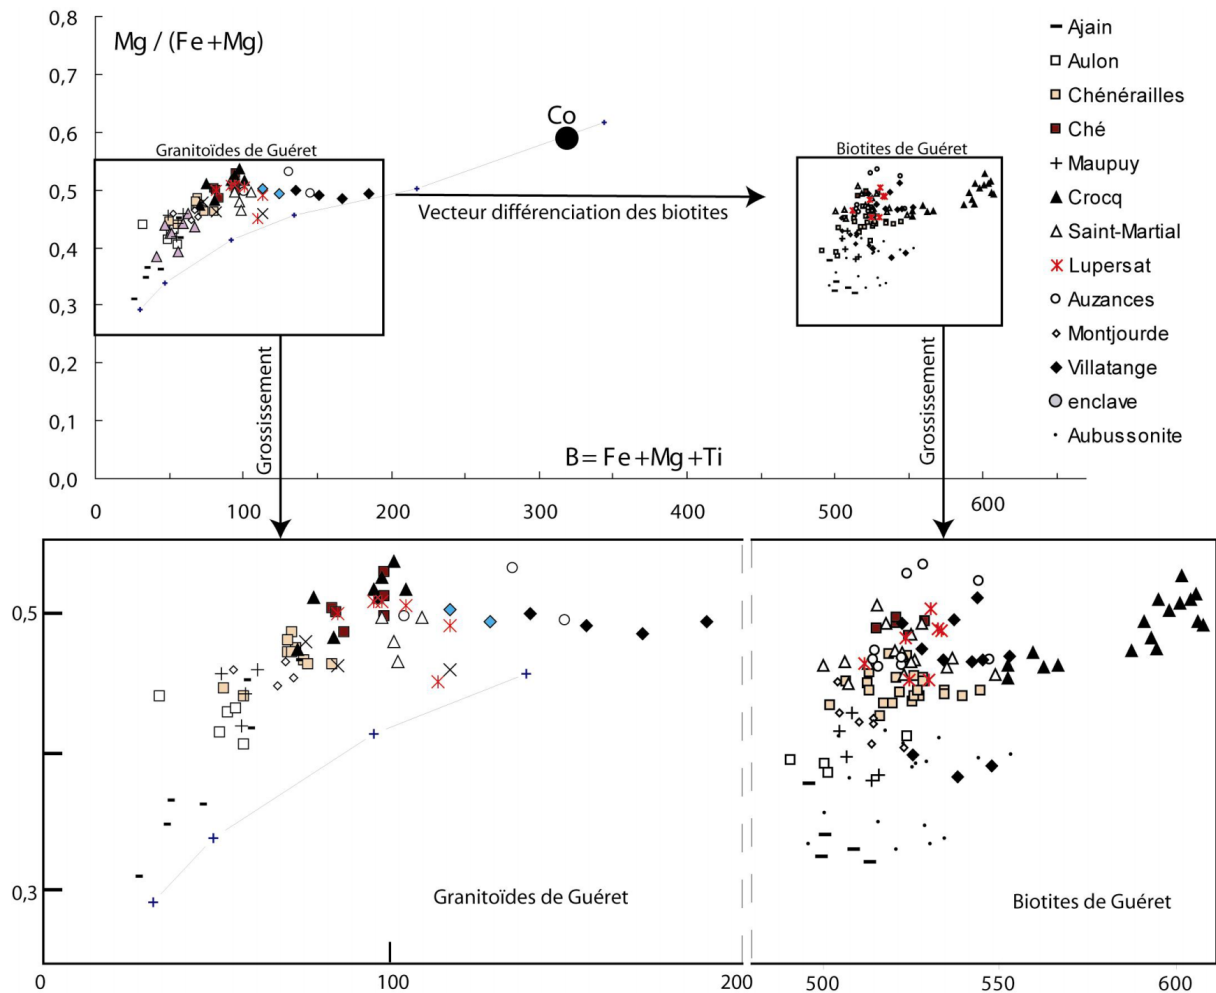 0,8
Mg / (Fe+Mg)
0,7
0,6
Co
Granitoïdes de Guéret
Biotites de Guéret
0,5
Vecteur différenciation des biotites
0,4
0,3
0,2
0,1
0,0
Grossissement
B= Fe+Mg+Ti
Grossissement
0
100
200
300
400
500
600
Ajain
Aulon
Chénérailles
Ché
Maupuy
Crocq
Saint-Martial
Lupersat
Auzances
Montjourde
Villatange
enclave
Aubussonite
0,5
0,3
Granitoïdes de Guéret
Biotites de Guéret
0
100
200
500
550
600